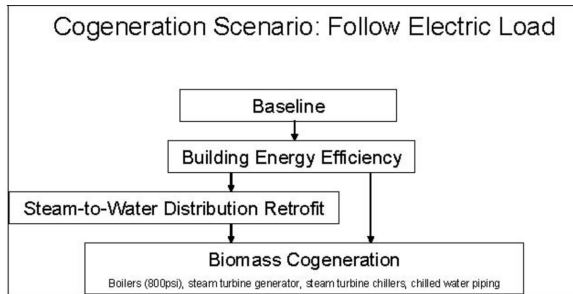 Cogeneration Scenario: Follow Electric Load
Baseline
Building Energy Efficiency
Steam-to-Water Distribution Retrofit
Biomass Cogeneration
Boilers (800psi), steam turbine generator, steam turbine chillers, chilled water piping